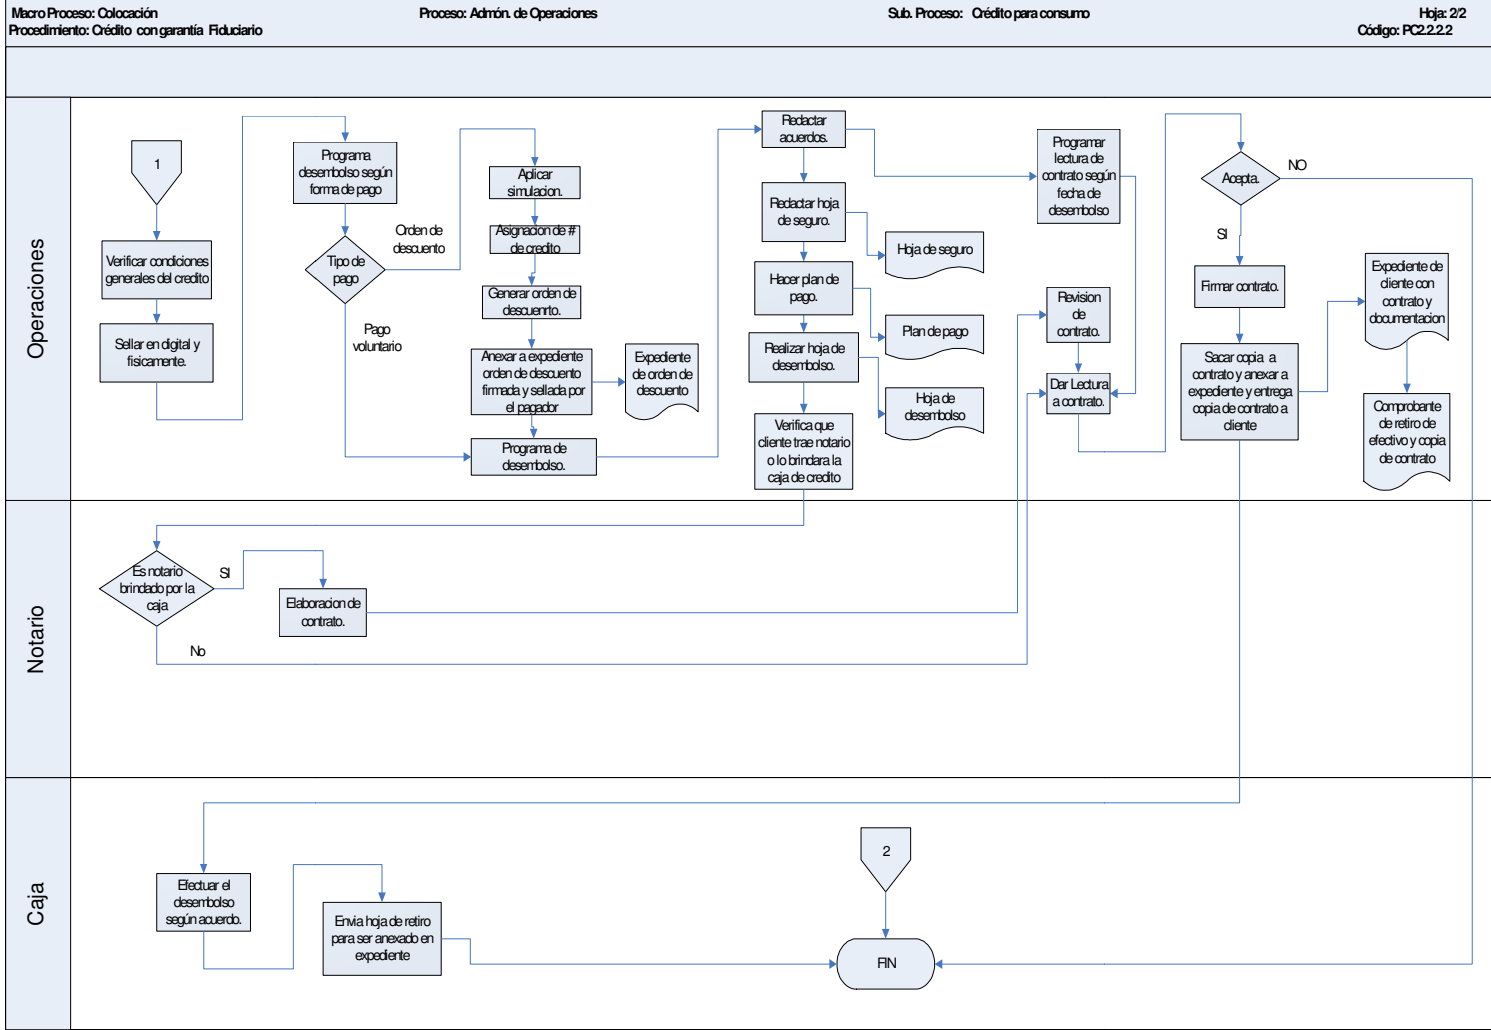 Macro Proceso: Colocación
Proceso: Admón. de Operaciones
Sub. Proceso: Crédito para consumo
Hoja: 2/2
Procedimiento: Crédito con garantía Fiduciario
Código: PC2.2.2.2
Operaciones
1
Verificar condiciones
generales del credito
Sellar en digital y
fisicamente.
Programa
desembolso según
forma de pago
Tipo de
pago
Orden de
descuento
Pago
voluntario
Aplicar
simulacion.
Asignacion de #
de credito
Generar orden de
descuenrto.
Anexar a expediente
orden de descuento
firmada y sellada por
el pagador
Expediente
de orden de
descuento
Programa de
desembolso.
Redactar
acuerdos.
Redactar hoja
de seguro.
Hoja de seguro
Hacer plan de
pago.
Plan de pago
Realizar hoja de
desembolso.
Hoja de
desembolso
Verifica que
cliente trae notario
o lo brindara la
caja de credito
Programar
lectura de
contrato según
fecha de
desembolso
Revision
de
contrato.
Dar Lectura
a contrato.
Acepta.
NO
SI
Firmar contrato.
Sacar copia a
contrato y anexar a
expediente y entrega
copia de contrato a
cliente
Expediente de
cliente con
contrato y
documentacion
Comprobante
de retiro de
efectivo y copia
de contrato
Notario
Es notario
brindado por la
caja
SI
No
Elaboracion de
contrato.
Caja
Efectuar el
desembolso
según acuerdo.
Envia hoja de retiro
para ser anexado en
expediente
2
FIN